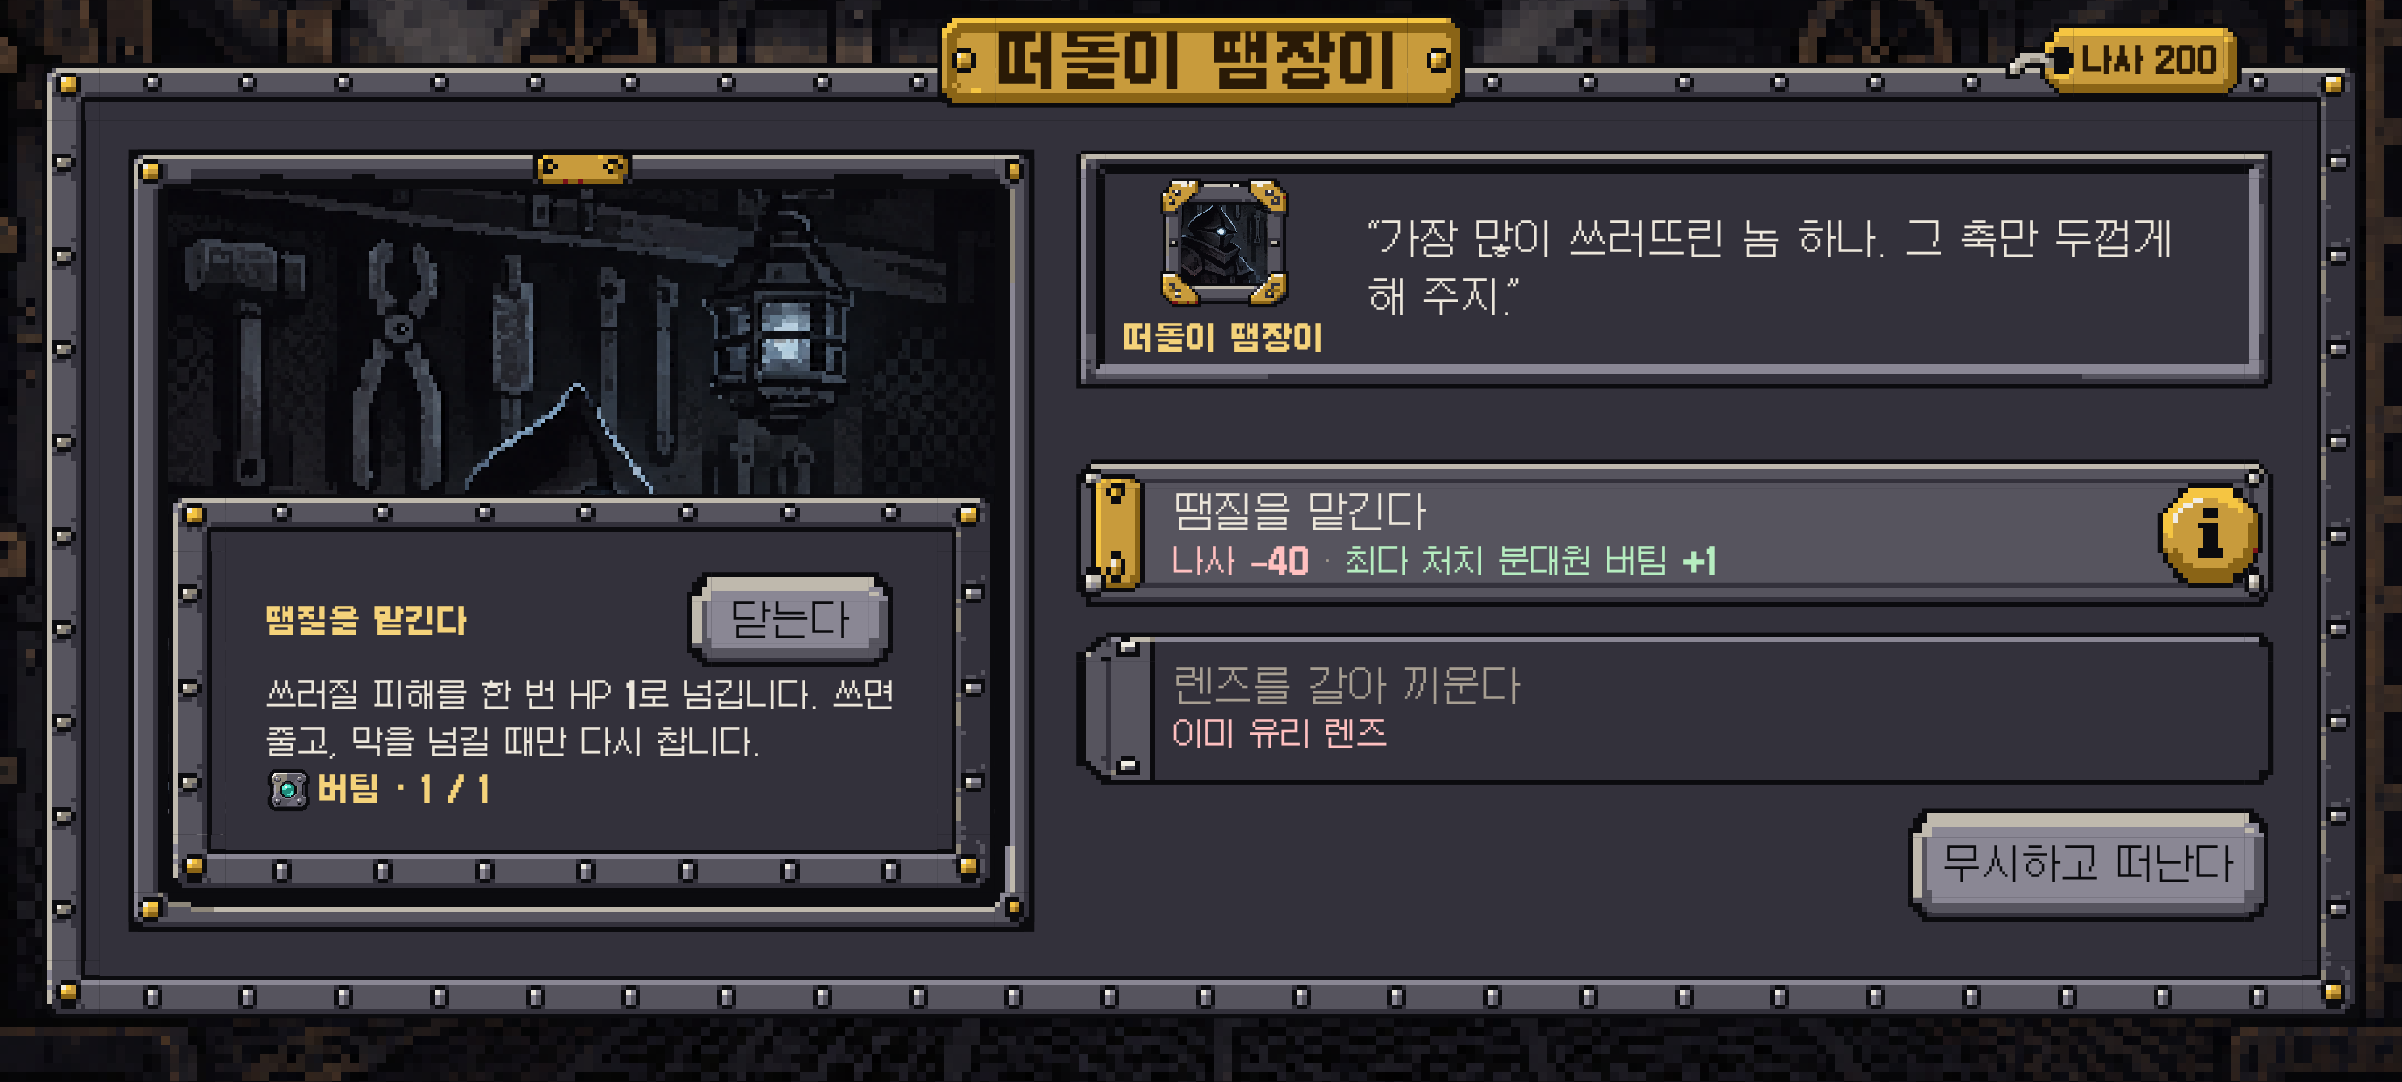 떠돌이 땜장이
나사 200
“가장 많이 쓰러뜨린 놈 하나. 그 축만 두껍게
해 주지.”
떠돌이 땜장이
땜질을 맡긴다
나사 -40 · 최다 처치 분대원 버팀 +1
렌즈를 갈아 끼운다
이미 유리 렌즈
무시하고 떠난다
땜질을 맡긴다
닫는다
쓰러질 피해를 한 번 HP 1로 넘깁니다. 쓰면
줄고, 막을 넘길 때만 다시 찹니다.
버팀 · 1 / 1